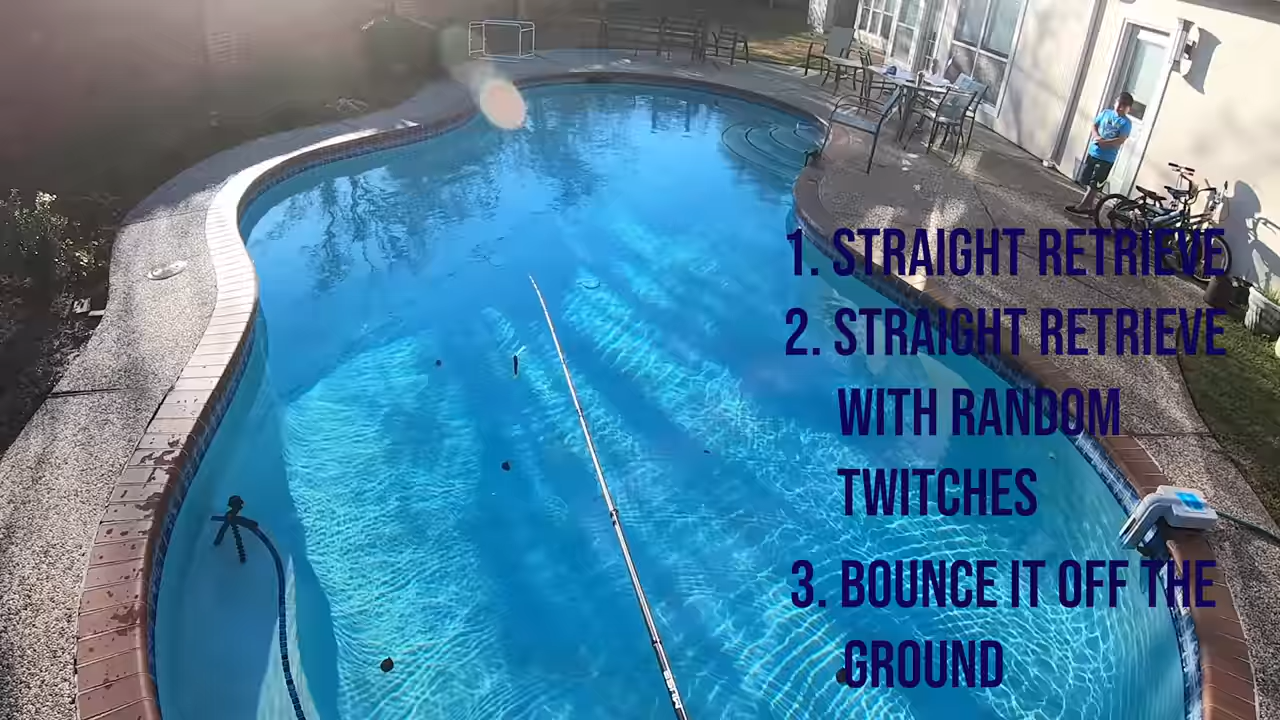 1. STRAIGHT RETRIEVE
2. STRAIGHT RETRIEVE
WITH RANDOM
TWITCHES
3. BOUNCE IT OFF THE
GROUND